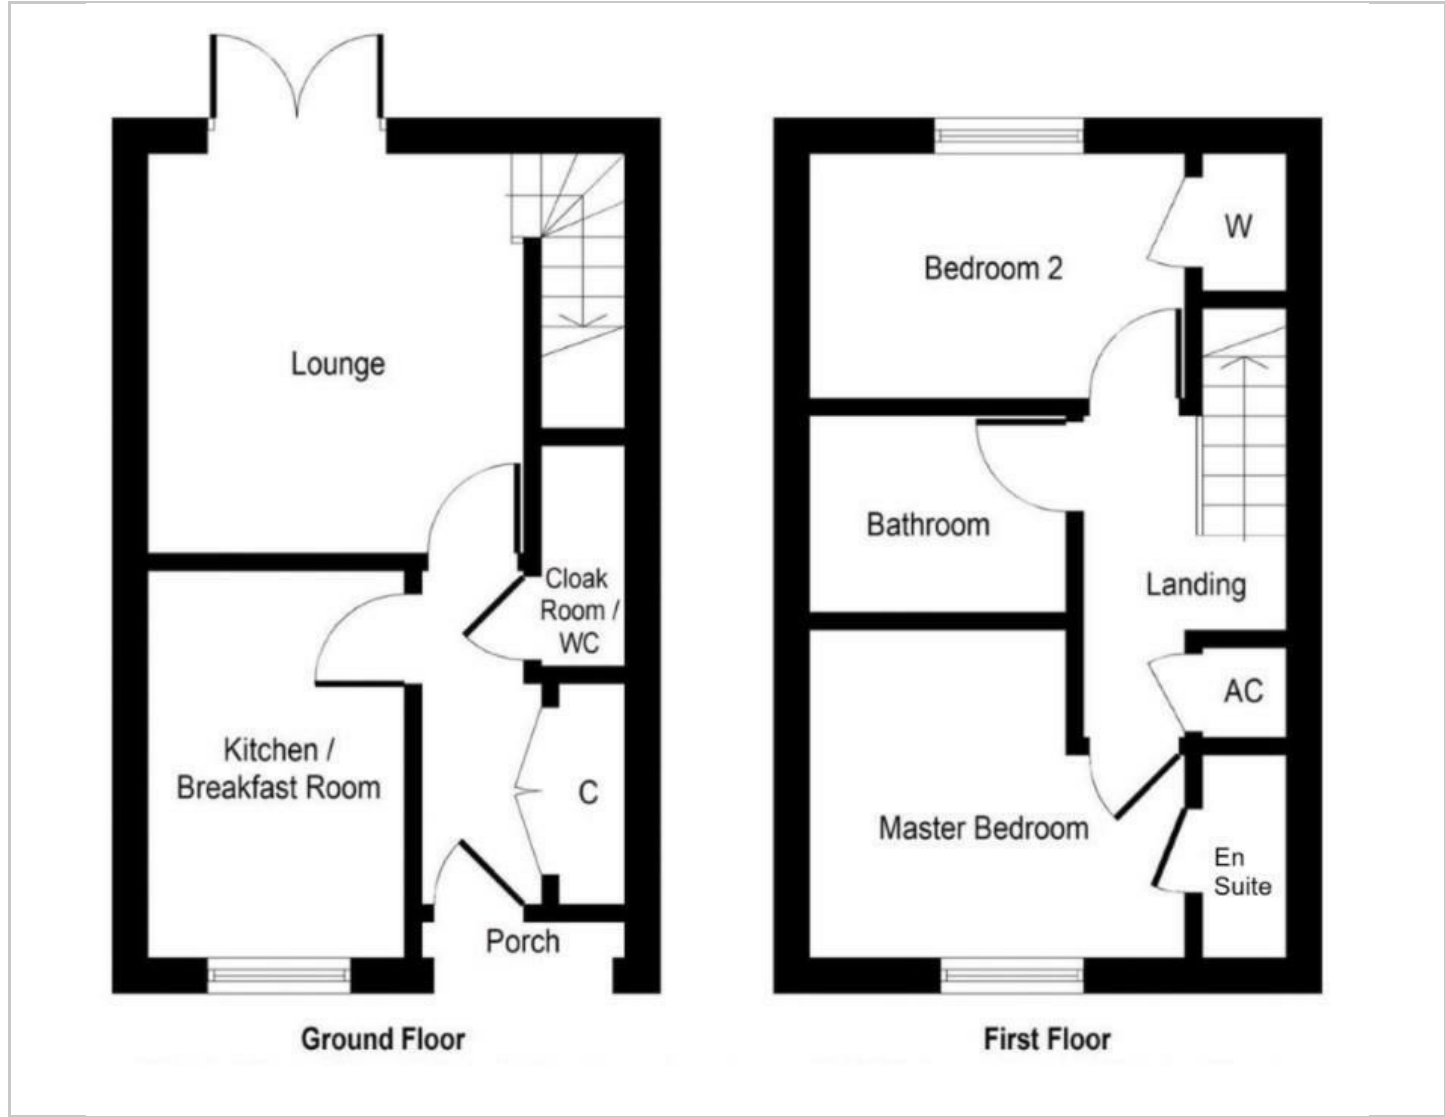 Lounge
Cloak
Room /
WC
Kitchen /
Breakfast Room
C
Porch
Ground Floor
W
Bedroom 2
Bathroom
Landing
AC
Master Bedroom
En
Suite
First Floor